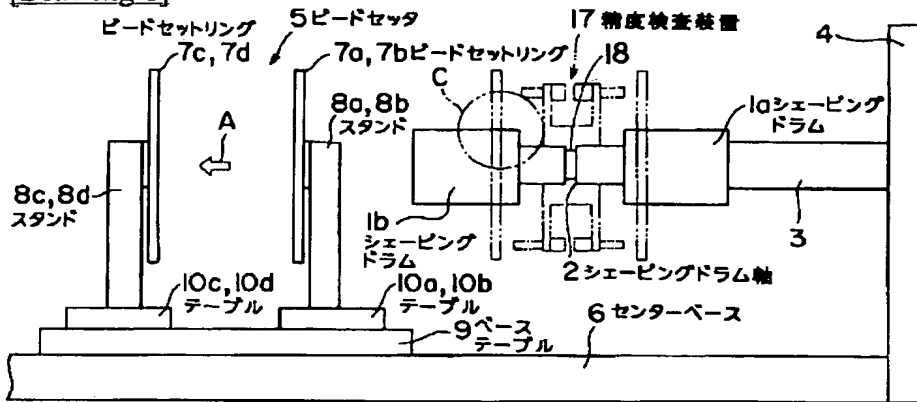 ビードセットリング
7c, 7d
5 ビードセッタ
7a, 7b ビードセットリング
17 精度検査装置
18
4
C
8a, 8b
スタンド
1a シェーピング
ドラム
A
8c, 8d
スタンド
1b
シェーピング
ドラム
3
2 シェーピングドラム軸
10c, 10d
テーブル
10a, 10b
テーブル
9 ベース
テーブル
6 センターベース